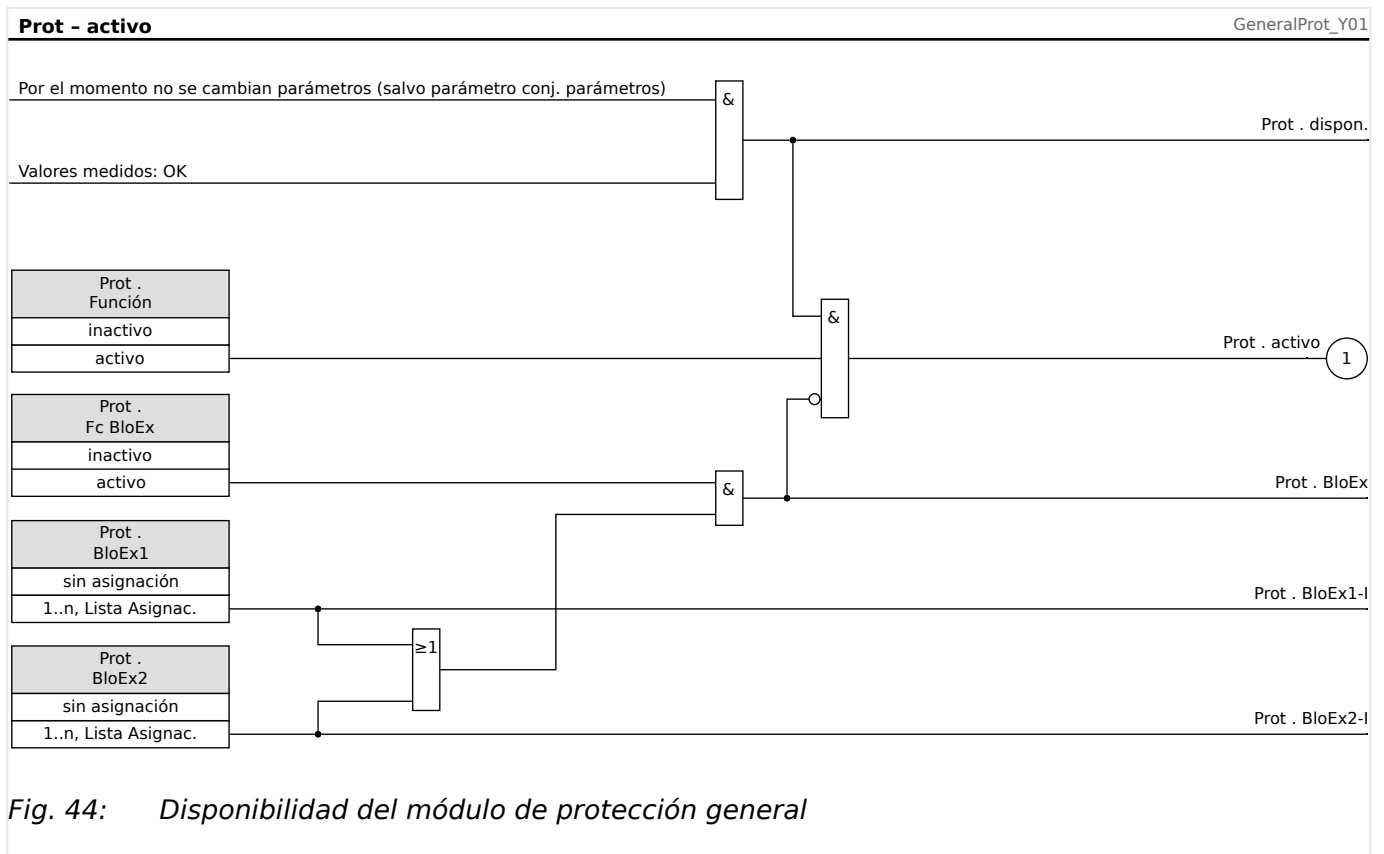 Prot – activo
GeneralProt_Y01
Por el momento no se cambian parámetros (salvo parámetro conj. parámetros)
&
Prot . dispon.
Valores medidos: OK
Prot .
Función
inactivo
activo
&
Prot . activo
1
Prot .
Fc BloEx
inactivo
activo
&
Prot . BloEx
Prot .
BloEx1
sin asignación
1..n, Lista Asignac.
Prot . BloEx1-I
≥1
Prot .
BloEx2
sin asignación
1..n, Lista Asignac.
Prot . BloEx2-I
Fig. 44: Disponibilidad del módulo de protección general